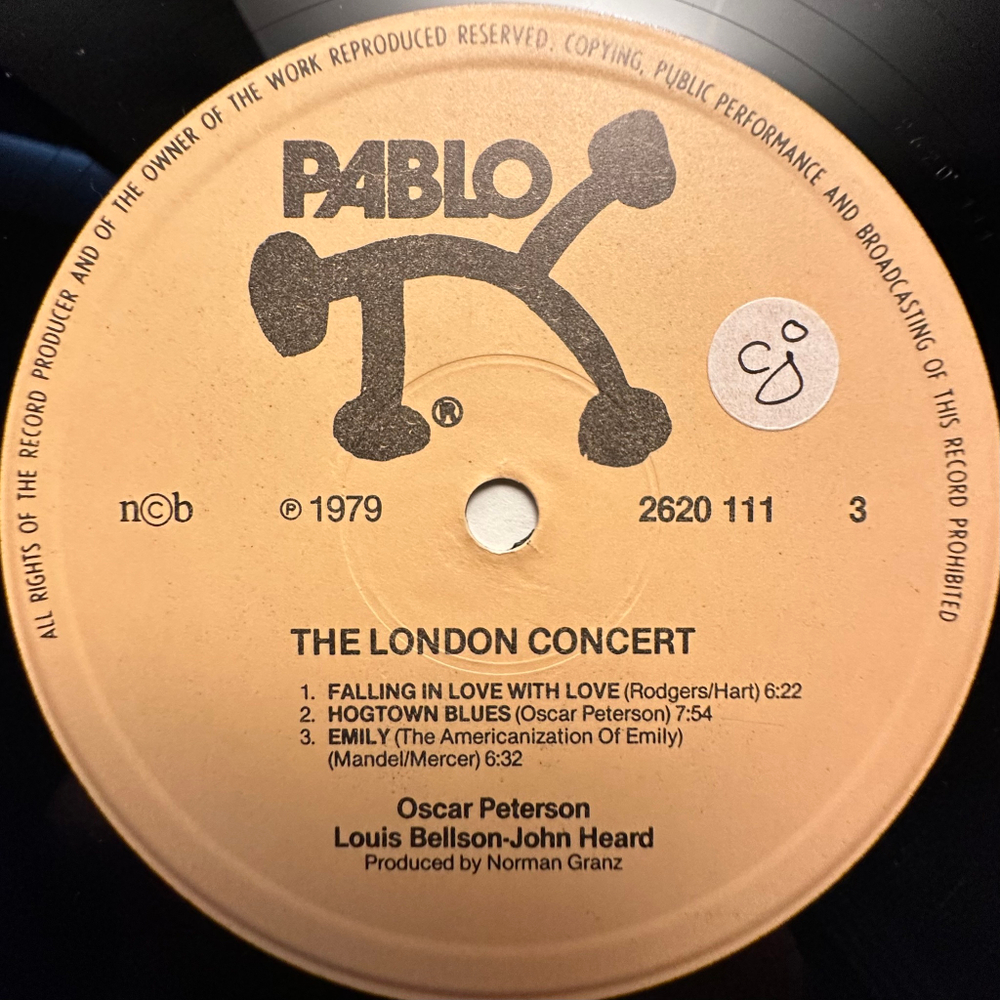 ALL RIGHTS OF THE RECORD PRODUCER AND OF THE OWNER OF THE WORK REPRODUCED RESERVED. COPYING, PUBLIC PERFORMANCE AND BROADCASTING OF THIS RECORD PROHIBITED
PABLO
®
n©b ℗ 1979 2620 111 3
THE LONDON CONCERT
1. FALLING IN LOVE WITH LOVE (Rodgers/Hart) 6:22
2. HOGTOWN BLUES (Oscar Peterson) 7:54
3. EMILY (The Americanization Of Emily)
(Mandel/Mercer) 6:32
Oscar Peterson
Louis Bellson-John Heard
Produced by Norman Granz